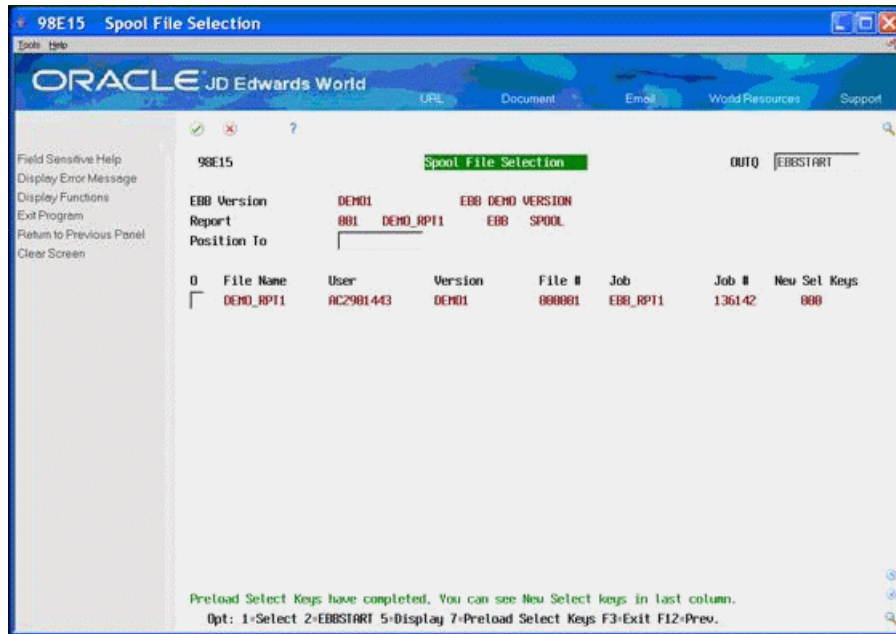 98E15 Spool File Selection
Tools Help
ORACLE JD Edwards World
URL Document Email World Resources Support
?
Field Sensitive Help
Display Error Message
Display Functions
Exit Program
Return to Previous Panel
Clear Screen
98E15 Spool File Selection OUTQ EBBSTART
EBB Version DEMO1 EBB DEMO VERSION
Report 001 DEMO_RPT1 EBB SPOOL
Position To
O File Name User Version File # Job Job # New Sel Keys
DEMO_RPT1 AC2901443 DEMO1 000001 EBB_RPT1 136142 000
Preload Select Keys have completed, You can see New Select keys in last column.
Opt: 1=Select 2=EBBSTART 5=Display 7=Preload Select Keys F3=Exit F12=Prev.